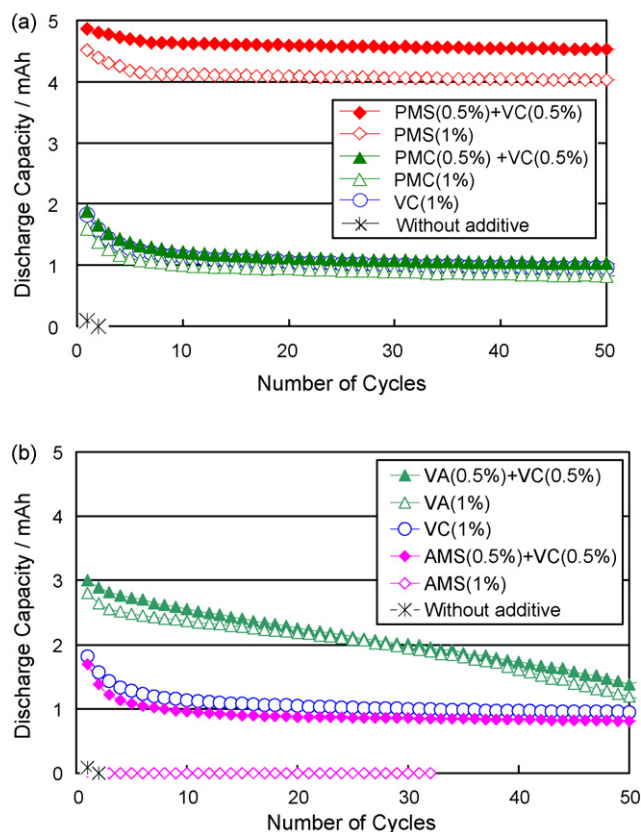 (a)
5
4
3
2
1
0
Discharge Capacity / mAh
PMS(0.5%)+VC(0.5%)
PMS(1%)
PMC(0.5%) +VC(0.5%)
PMC(1%)
VC(1%)
Without additive
0 10 20 30 40 50
Number of Cycles
(b)
5
4
3
2
1
0
Discharge Capacity / mAh
VA(0.5%)+VC(0.5%)
VA(1%)
VC(1%)
AMS(0.5%)+VC(0.5%)
AMS(1%)
Without additive
0 10 20 30 40 50
Number of Cycles